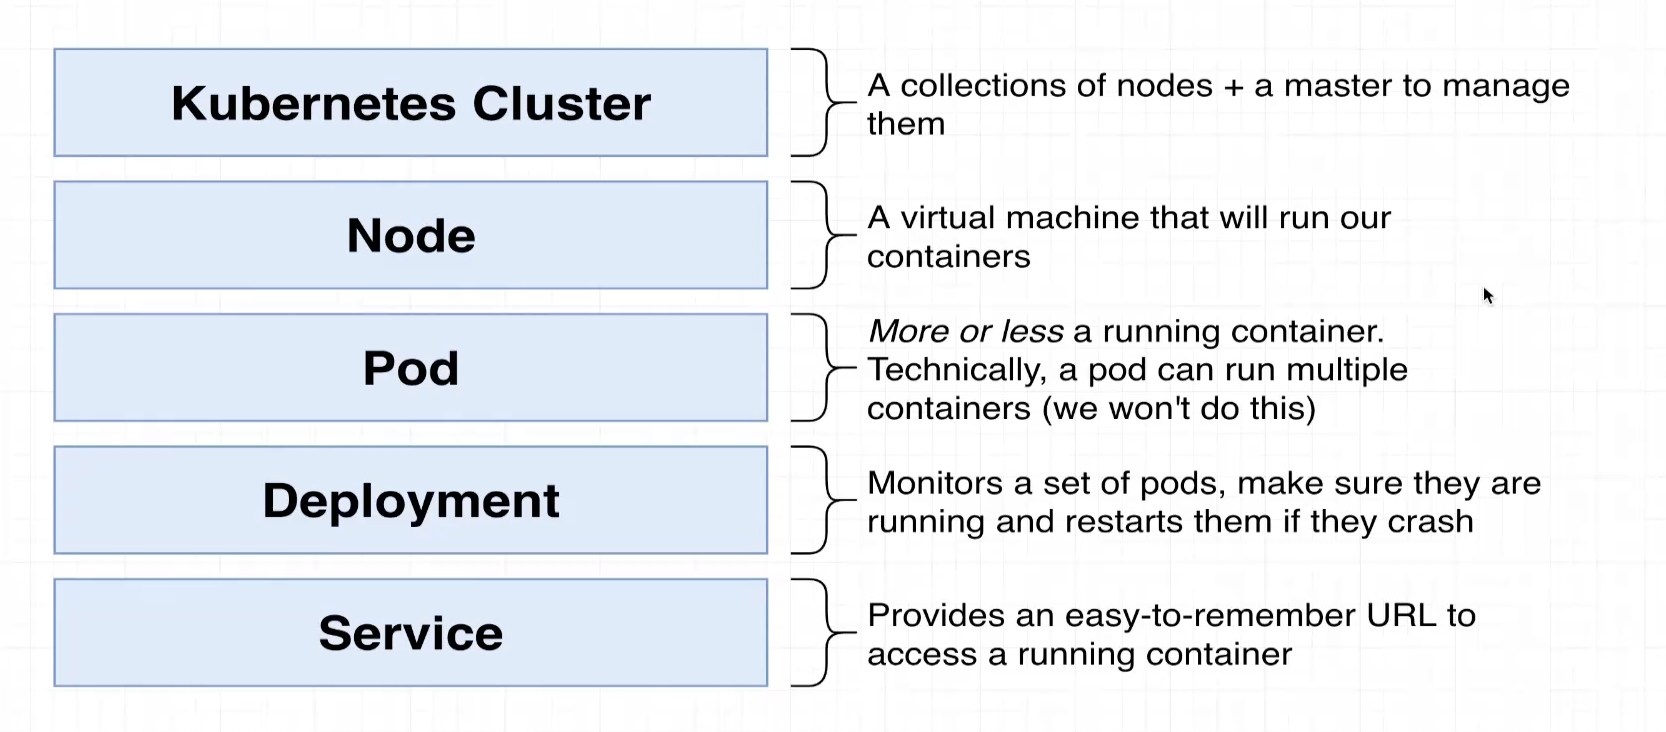 Kubernetes Cluster
A collections of nodes + a master to manage
them
Node
A virtual machine that will run our
containers
Pod
More or less a running container.
Technically, a pod can run multiple
containers (we won't do this)
Deployment
Monitors a set of pods, make sure they are
running and restarts them if they crash
Service
Provides an easy-to-remember URL to
access a running container